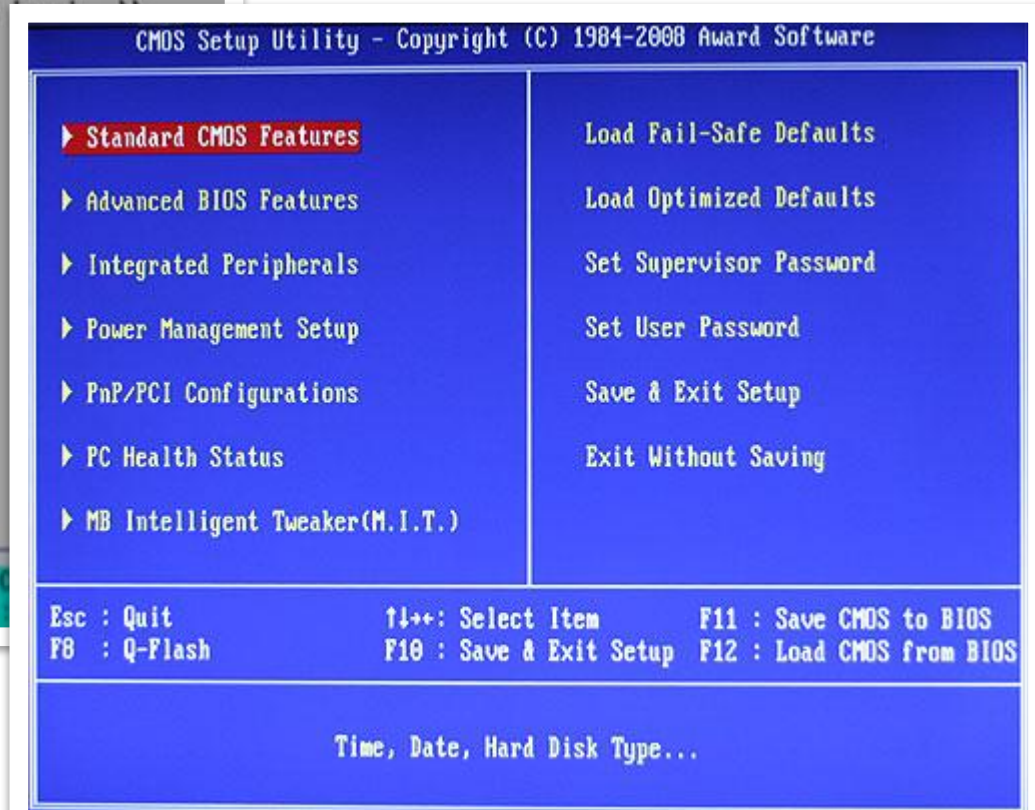 CMOS Setup Utility - Copyright (C) 1984-2008 Award Software
Standard CMOS Features
Advanced BIOS Features
Integrated Peripherals
Power Management Setup
PnP/PCI Configurations
PC Health Status
MB Intelligent Tweaker(M.I.T.)
Load Fail-Safe Defaults
Load Optimized Defaults
Set Supervisor Password
Set User Password
Save & Exit Setup
Exit Without Saving
Esc : Quit ↑↓→←: Select Item F11 : Save CMOS to BIOS
F8 : Q-Flash F10 : Save & Exit Setup F12 : Load CMOS from BIOS
Time, Date, Hard Disk Type...